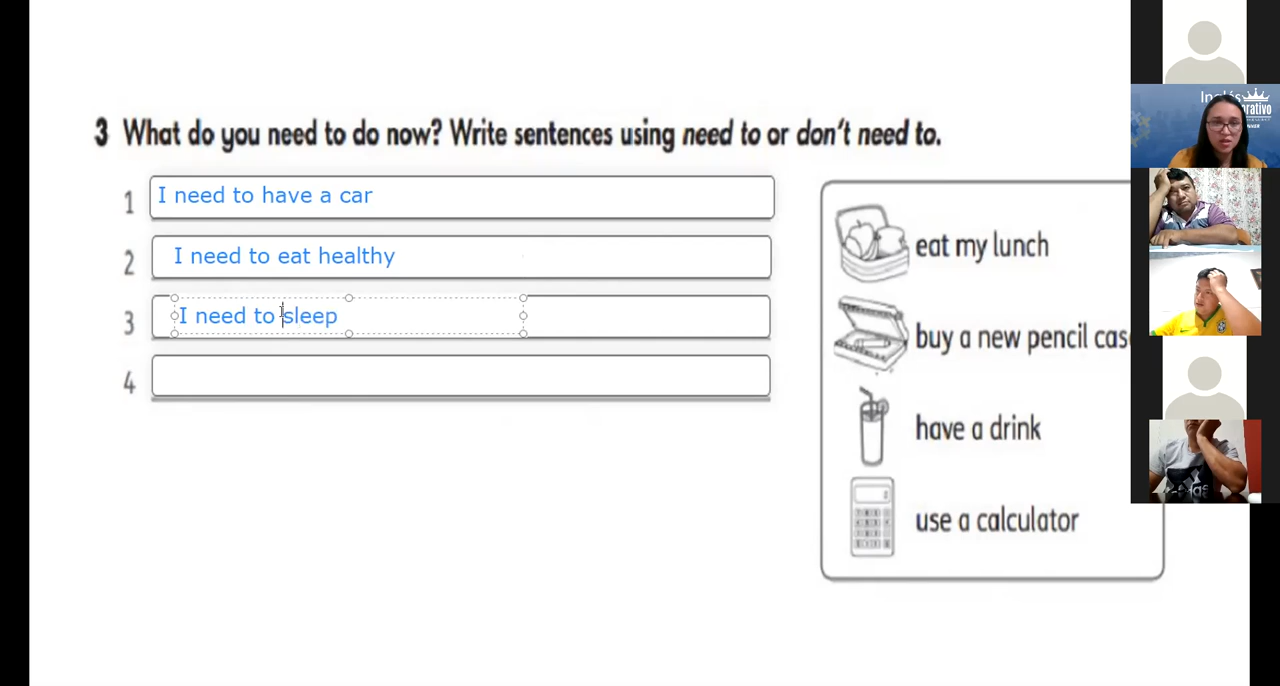 3 What do you need to do now? Write sentences using need to or don't need to.
1 I need to have a car
2 I need to eat healthy
3 I need to sleep
4
eat my lunch
buy a new pencil cas
have a drink
use a calculator